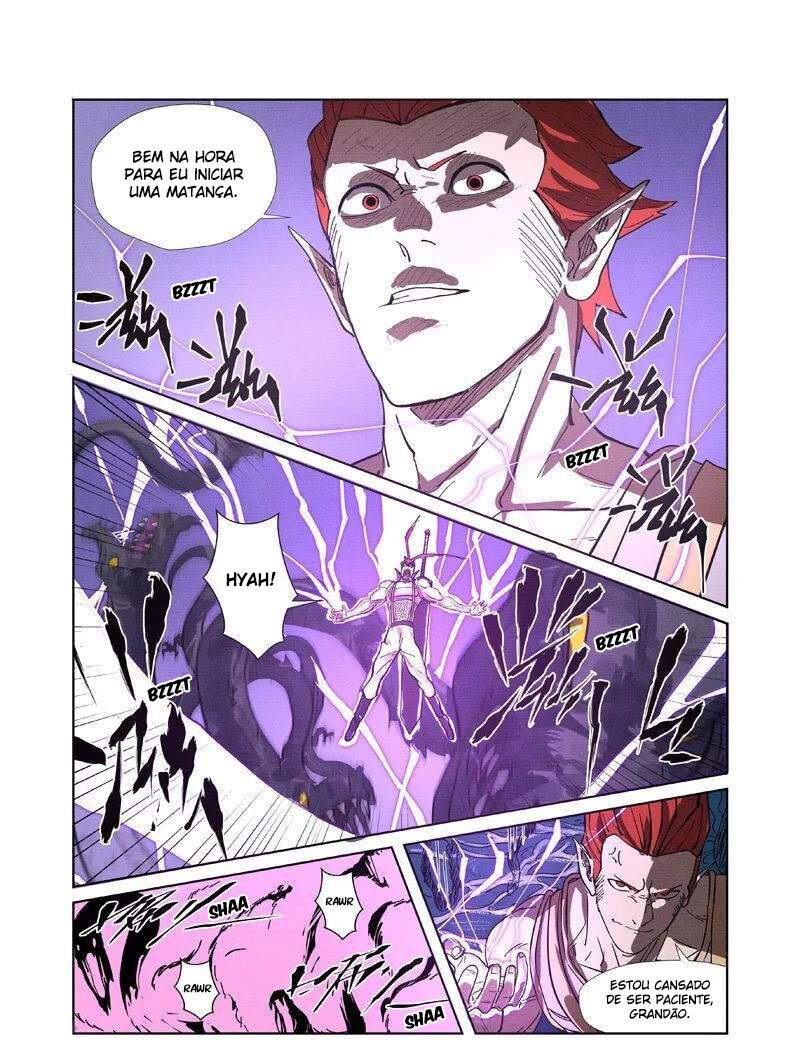 BEM NA HORA
PARA EU INICIAR
UMA MATANÇA.
BZZZT
BZZZT
BZZZT
HYAH!
BZZZT
BZZZT
SHAA
RAWR
RAWR
SHAA
ESTOU CANSADO
DE SER PACIENTE,
GRANDÃO.